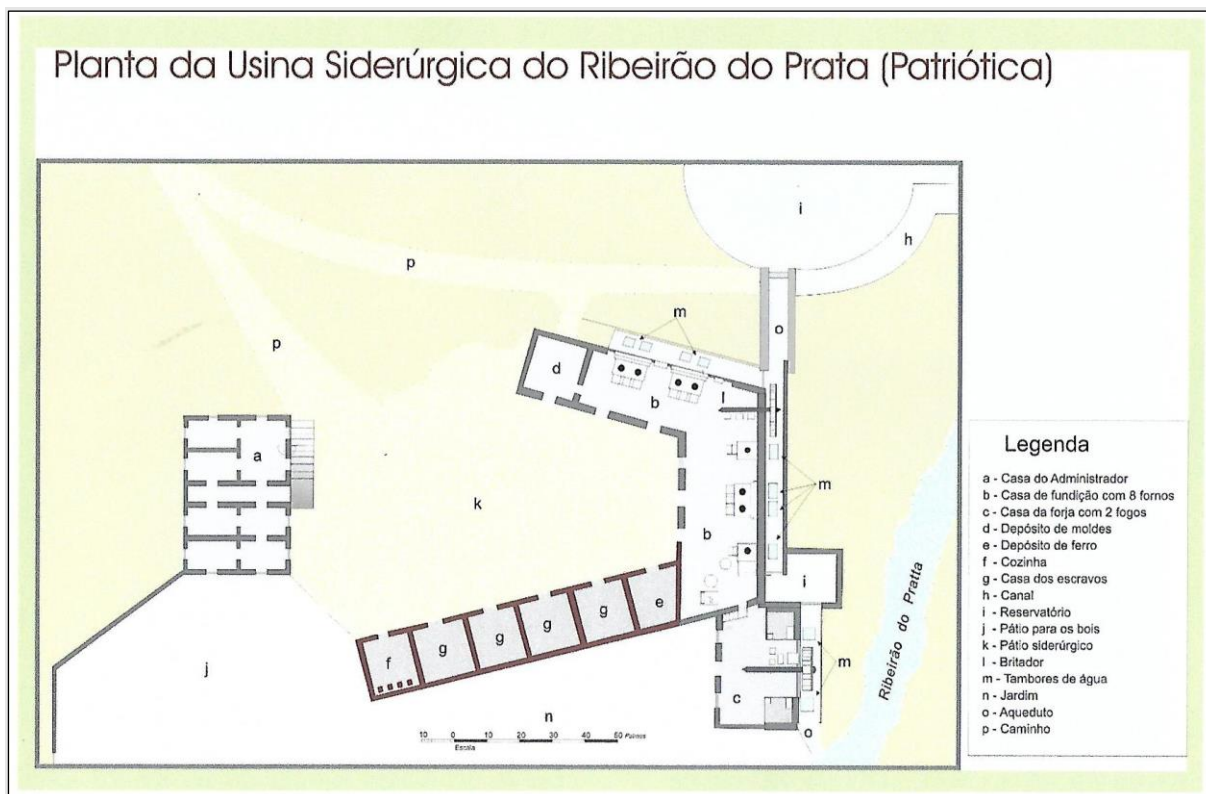 Planta da Usina Siderúrgica do Ribeirão do Prata (Patriótica)
i
h
p
m
o
p
d
l
b
a
m
k
b
i
g
e
g
g
g
f
m
j
c
n
o
10 0 10 20 30 40 50 Palmos
Escala
Ribeirão do Pratta
Legenda
a - Casa do Administrador
b - Casa de fundição com 8 fornos
c - Casa da forja com 2 fogos
d - Depósito de moldes
e - Depósito de ferro
f - Cozinha
g - Casa dos escravos
h - Canal
i - Reservatório
j - Pátio para os bois
k - Pátio siderúrgico
l - Britador
m - Tambores de água
n - Jardim
o - Aqueduto
p - Caminho